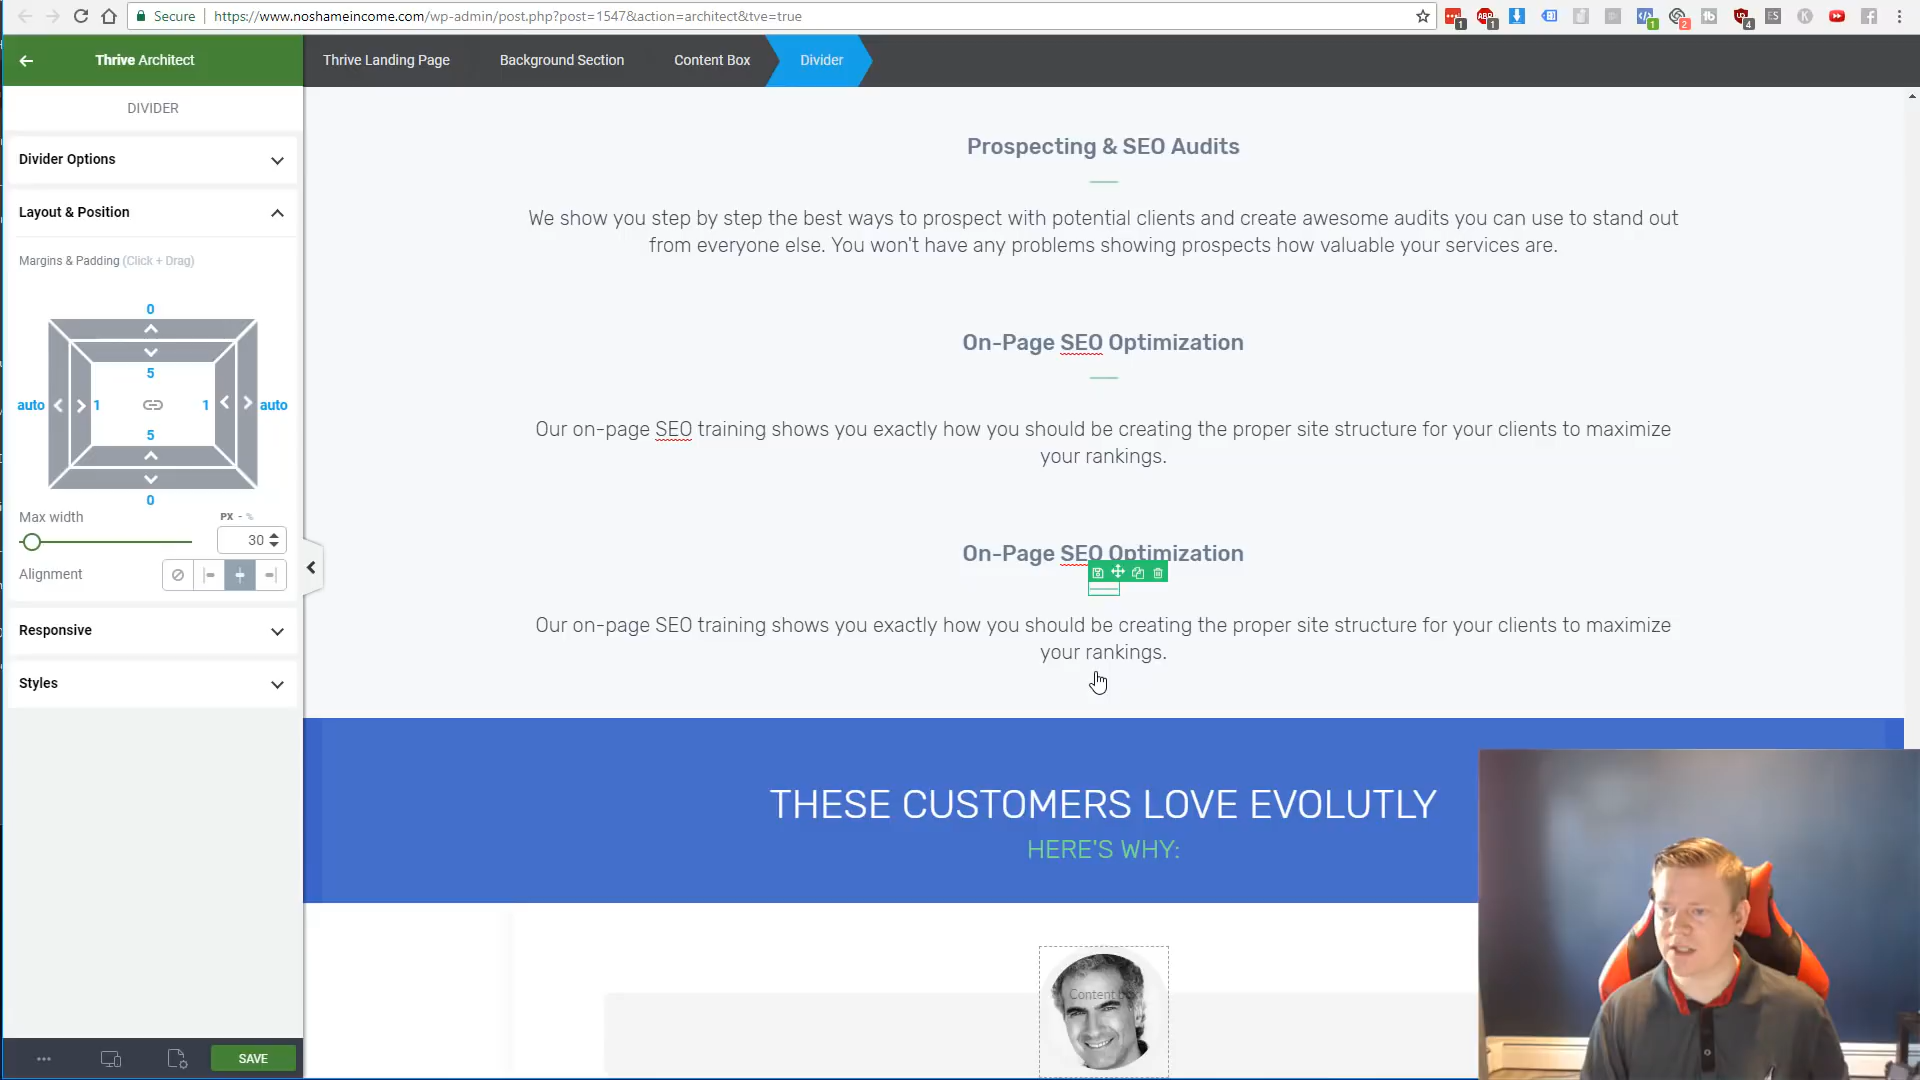 Secure
https://www.noshameincome.com/wp-admin/post.php?post=1547&action=architect&tve=true
1
ABP
1
1
2
tb
4
ES
K
Thrive Architect
Thrive Landing Page
Background Section
Content Box
Divider
DIVIDER
Divider Options
Layout & Position
Margins & Padding (Click + Drag)
0
5
auto
1
1
auto
5
0
Max width
PX - %
30
Alignment
Responsive
Styles
SAVE
Prospecting & SEO Audits
We show you step by step the best ways to prospect with potential clients and create awesome audits you can use to stand out
from everyone else. You won't have any problems showing prospects how valuable your services are.
On-Page SEO Optimization
Our on-page SEO training shows you exactly how you should be creating the proper site structure for your clients to maximize
your rankings.
On-Page SEO Optimization
Our on-page SEO training shows you exactly how you should be creating the proper site structure for your clients to maximize
your rankings.
THESE CUSTOMERS LOVE EVOLUTLY
HERE'S WHY:
Content